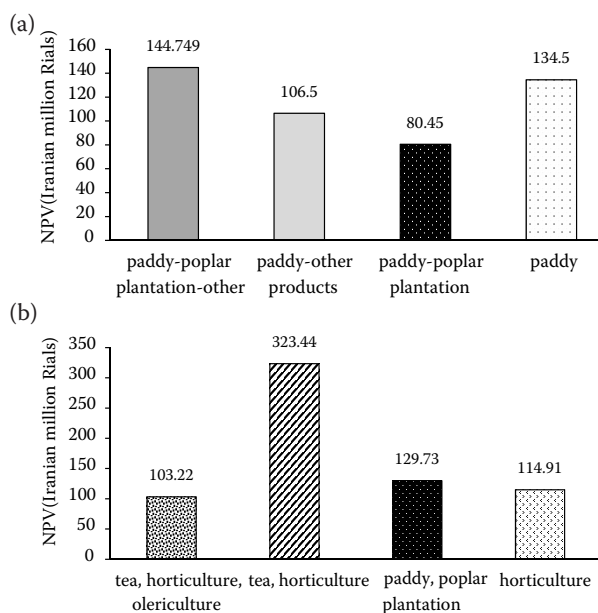 (a)
NPV(Iranian million Rials)
160
140
120
100
80
60
40
20
0
144.749
106.5
80.45
134.5
paddy-poplar
plantation-other
paddy-other
products
paddy-poplar
plantation
paddy
(b)
NPV(Iranian million Rials)
350
300
250
200
150
100
50
0
103.22
323.44
129.73
114.91
tea, horticulture,
olericulture
tea, horticulture
paddy, poplar
plantation
horticulture